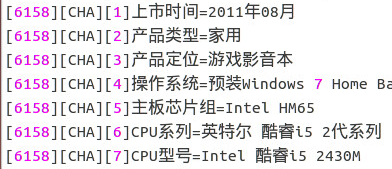 [6158][CHA][1]上市时间=2011年08月
[6158][CHA][2]产品类型=家用
[6158][CHA][3]产品定位=游戏影音本
[6158][CHA][4]操作系统=预装Windows 7 Home Ba
[6158][CHA][5]主板芯片组=Intel HM65
[6158][CHA][6]CPU系列=英特尔 酷睿i5 2代系列
[6158][CHA][7]CPU型号=Intel 酷睿i5 2430M